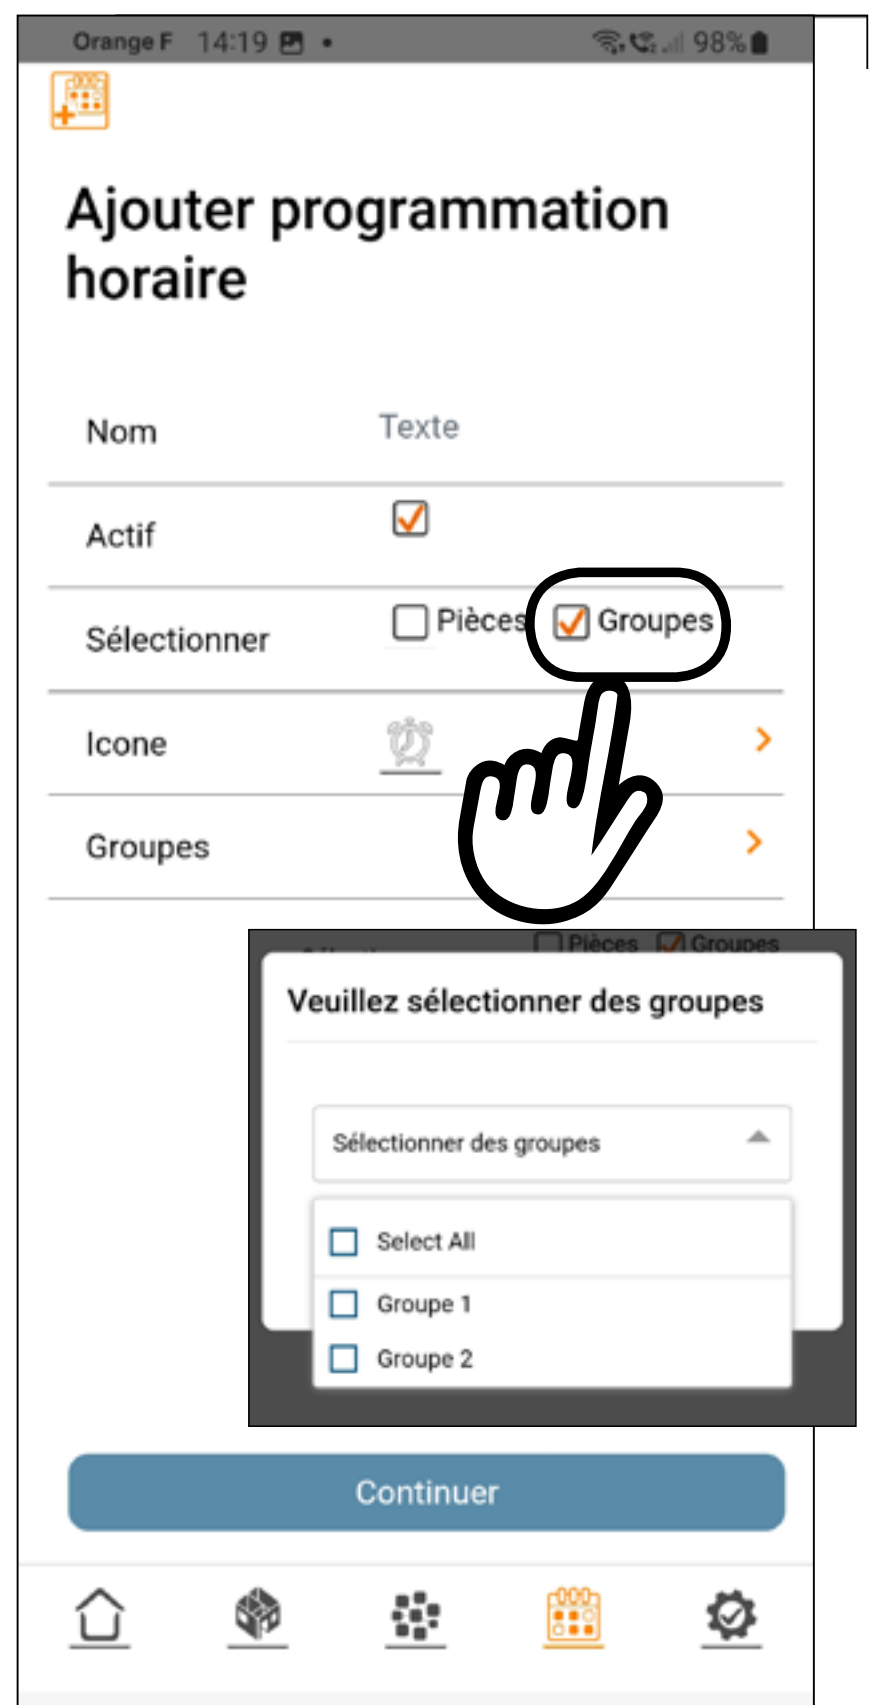 Orange F 14:19 98%
Ajouter programmation
horaire
Nom Texte
Actif
Sélectionner Pièces Groupes
Icone
Groupes
Pièces Groupes
Veuillez sélectionner des groupes
Sélectionner des groupes
Select All
Groupe 1
Groupe 2
Continuer